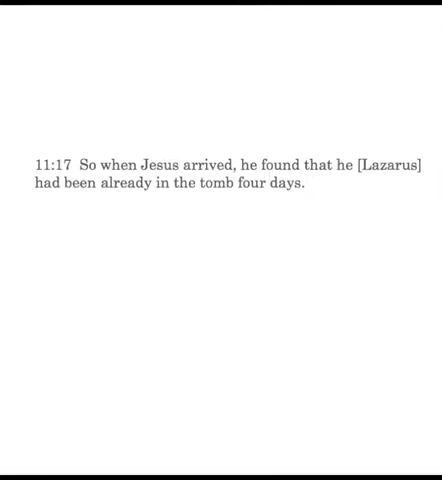 11:17 So when Jesus arrived, he found that he [Lazarus]
had been already in the tomb four days.